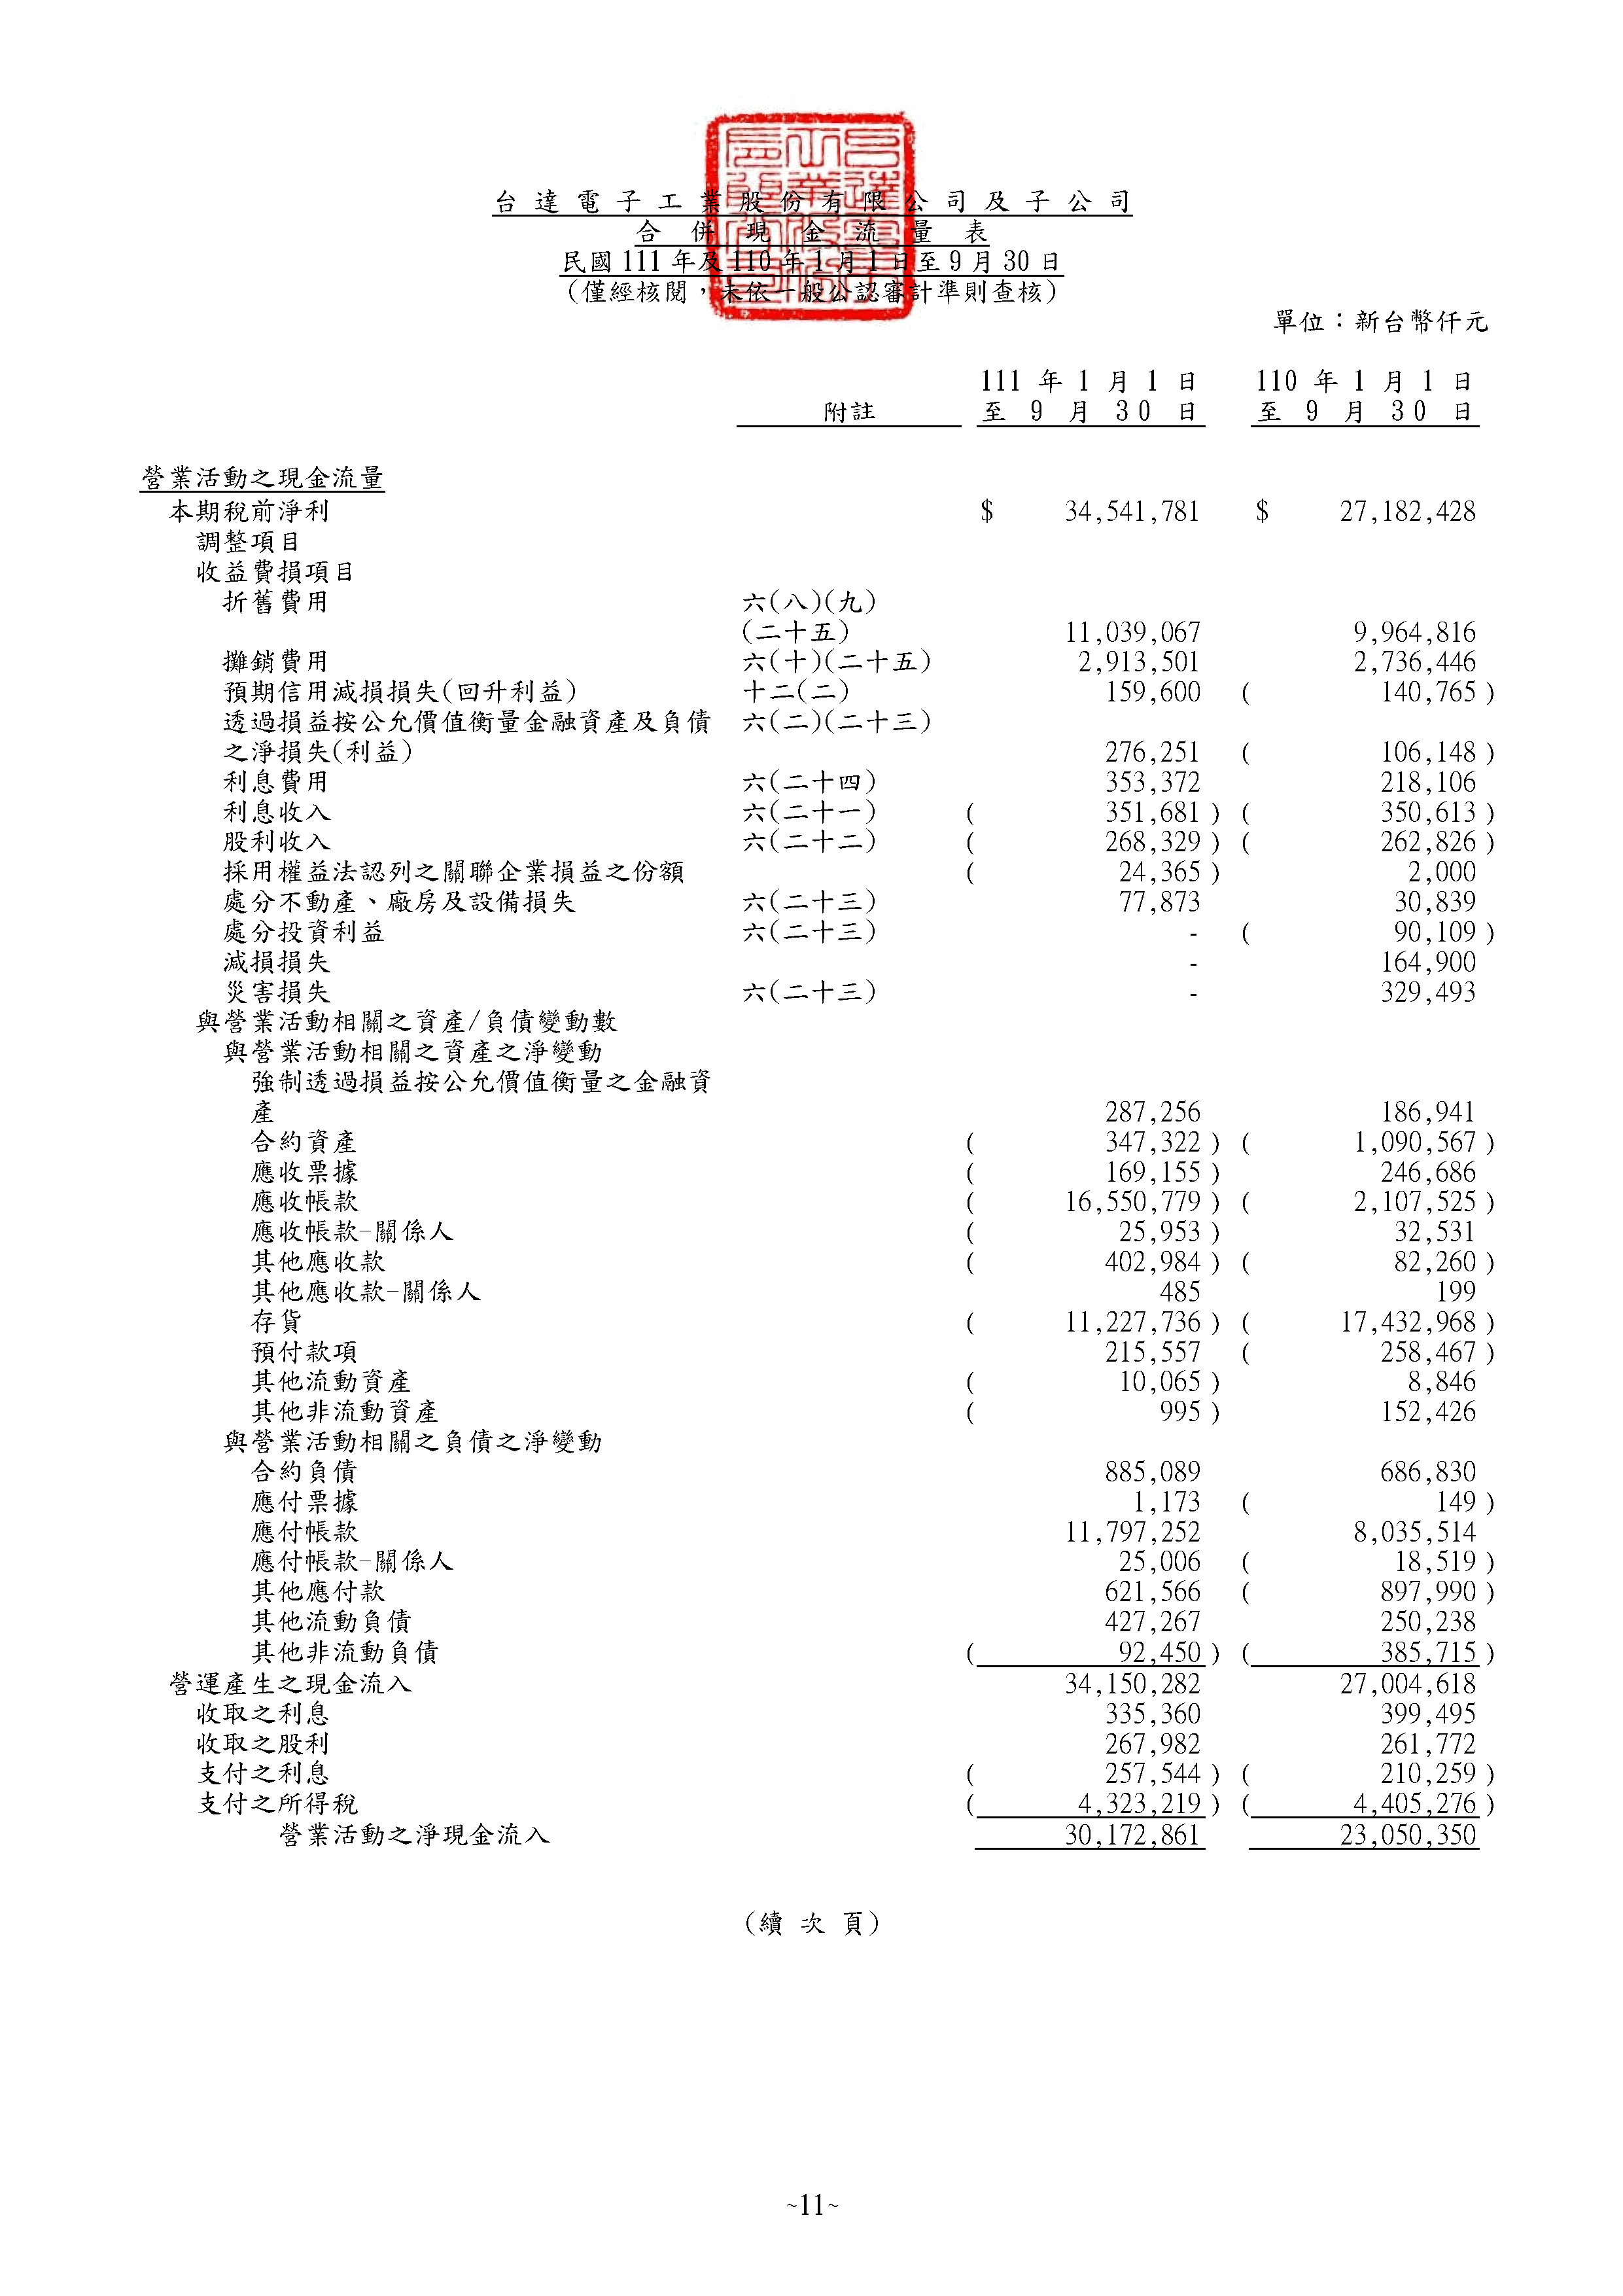 台達電子工業股份有限公司及子公司
合併現金流量表
民國 111 年及 110 年 1 月 1 日至 9 月 30 日
(僅經核閱，未依一般公認審計準則查核)
單位：新台幣仟元
111 年 1 月 1 日 110 年 1 月 1 日
附註 至 9 月 30 日 至 9 月 30 日
營業活動之現金流量
本期稅前淨利 $ 34,541,781 $ 27,182,428
調整項目
收益費損項目
折舊費用 六(八)(九)
(二十五) 11,039,067 9,964,816
攤銷費用 六(十)(二十五) 2,913,501 2,736,446
預期信用減損損失(回升利益) 十二(二) 159,600 ( 140,765 )
透過損益按公允價值衡量金融資產及負債 六(二)(二十三)
之淨損失(利益) 276,251 ( 106,148 )
利息費用 六(二十四) 353,372 218,106
利息收入 六(二十一) ( 351,681 ) ( 350,613 )
股利收入 六(二十二) ( 268,329 ) ( 262,826 )
採用權益法認列之關聯企業損益之份額 ( 24,365 ) 2,000
處分不動產、廠房及設備損失 六(二十三) 77,873 30,839
處分投資利益 六(二十三) - ( 90,109 )
減損損失 - 164,900
災害損失 六(二十三) - 329,493
與營業活動相關之資產/負債變動數
與營業活動相關之資產之淨變動
強制透過損益按公允價值衡量之金融資
產 287,256 186,941
合約資產 ( 347,322 ) ( 1,090,567 )
應收票據 ( 169,155 ) 246,686
應收帳款 ( 16,550,779 ) ( 2,107,525 )
應收帳款-關係人 ( 25,953 ) 32,531
其他應收款 ( 402,984 ) ( 82,260 )
其他應收款-關係人 485 199
存貨 ( 11,227,736 ) ( 17,432,968 )
預付款項 215,557 ( 258,467 )
其他流動資產 ( 10,065 ) 8,846
其他非流動資產 ( 995 ) 152,426
與營業活動相關之負債之淨變動
合約負債 885,089 686,830
應付票據 1,173 ( 149 )
應付帳款 11,797,252 8,035,514
應付帳款-關係人 25,006 ( 18,519 )
其他應付款 621,566 ( 897,990 )
其他流動負債 427,267 250,238
其他非流動負債 ( 92,450 ) ( 385,715 )
營運產生之現金流入 34,150,282 27,004,618
收取之利息 335,360 399,495
收取之股利 267,982 261,772
支付之利息 ( 257,544 ) ( 210,259 )
支付之所得稅 ( 4,323,219 ) ( 4,405,276 )
營業活動之淨現金流入 30,172,861 23,050,350
(續次頁)
~11~